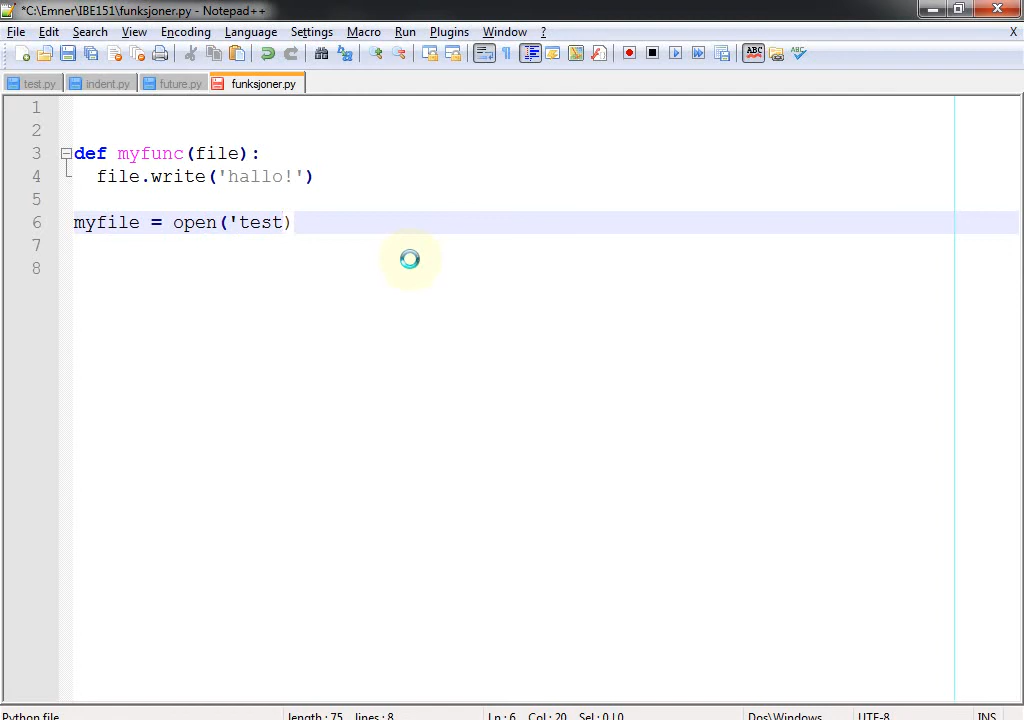 *C:\Emner\IBE151\funksjoner.py - Notepad++
File Edit Search View Encoding Language Settings Macro Run Plugins Window ? X
ABC ABC
test.py indent.py future.py funksjoner.py
1
2
3 def myfunc(file):
4 file.write('hallo!')
5
6 myfile = open('test)
7
8
Python file length : 75 lines : 8 Ln : 6 Col : 20 Sel : 0 | 0 Dos\Windows UTF-8 INS